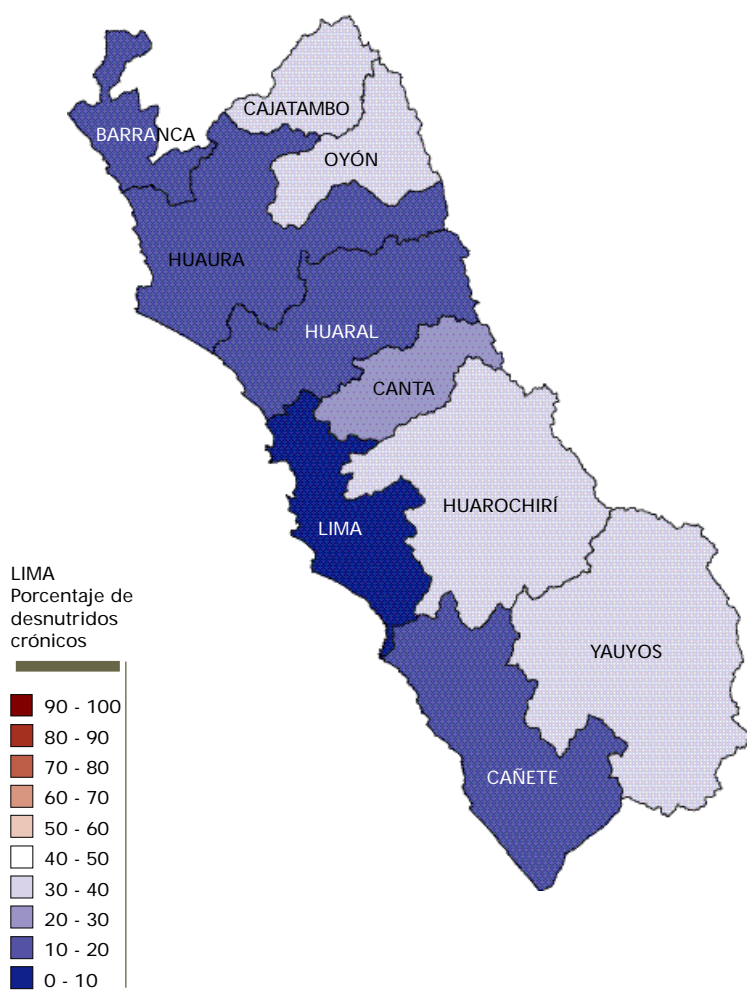 CAJATAMBO
BARRANCA
OYÓN
HUAURA
HUARAL
CANTA
HUAROCHIRÍ
LIMA
YAUYOS
CAÑETE
LIMA
Porcentaje de
desnutridos
crónicos
90 - 100
80 - 90
70 - 80
60 - 70
50 - 60
40 - 50
30 - 40
20 - 30
10 - 20
0 - 10